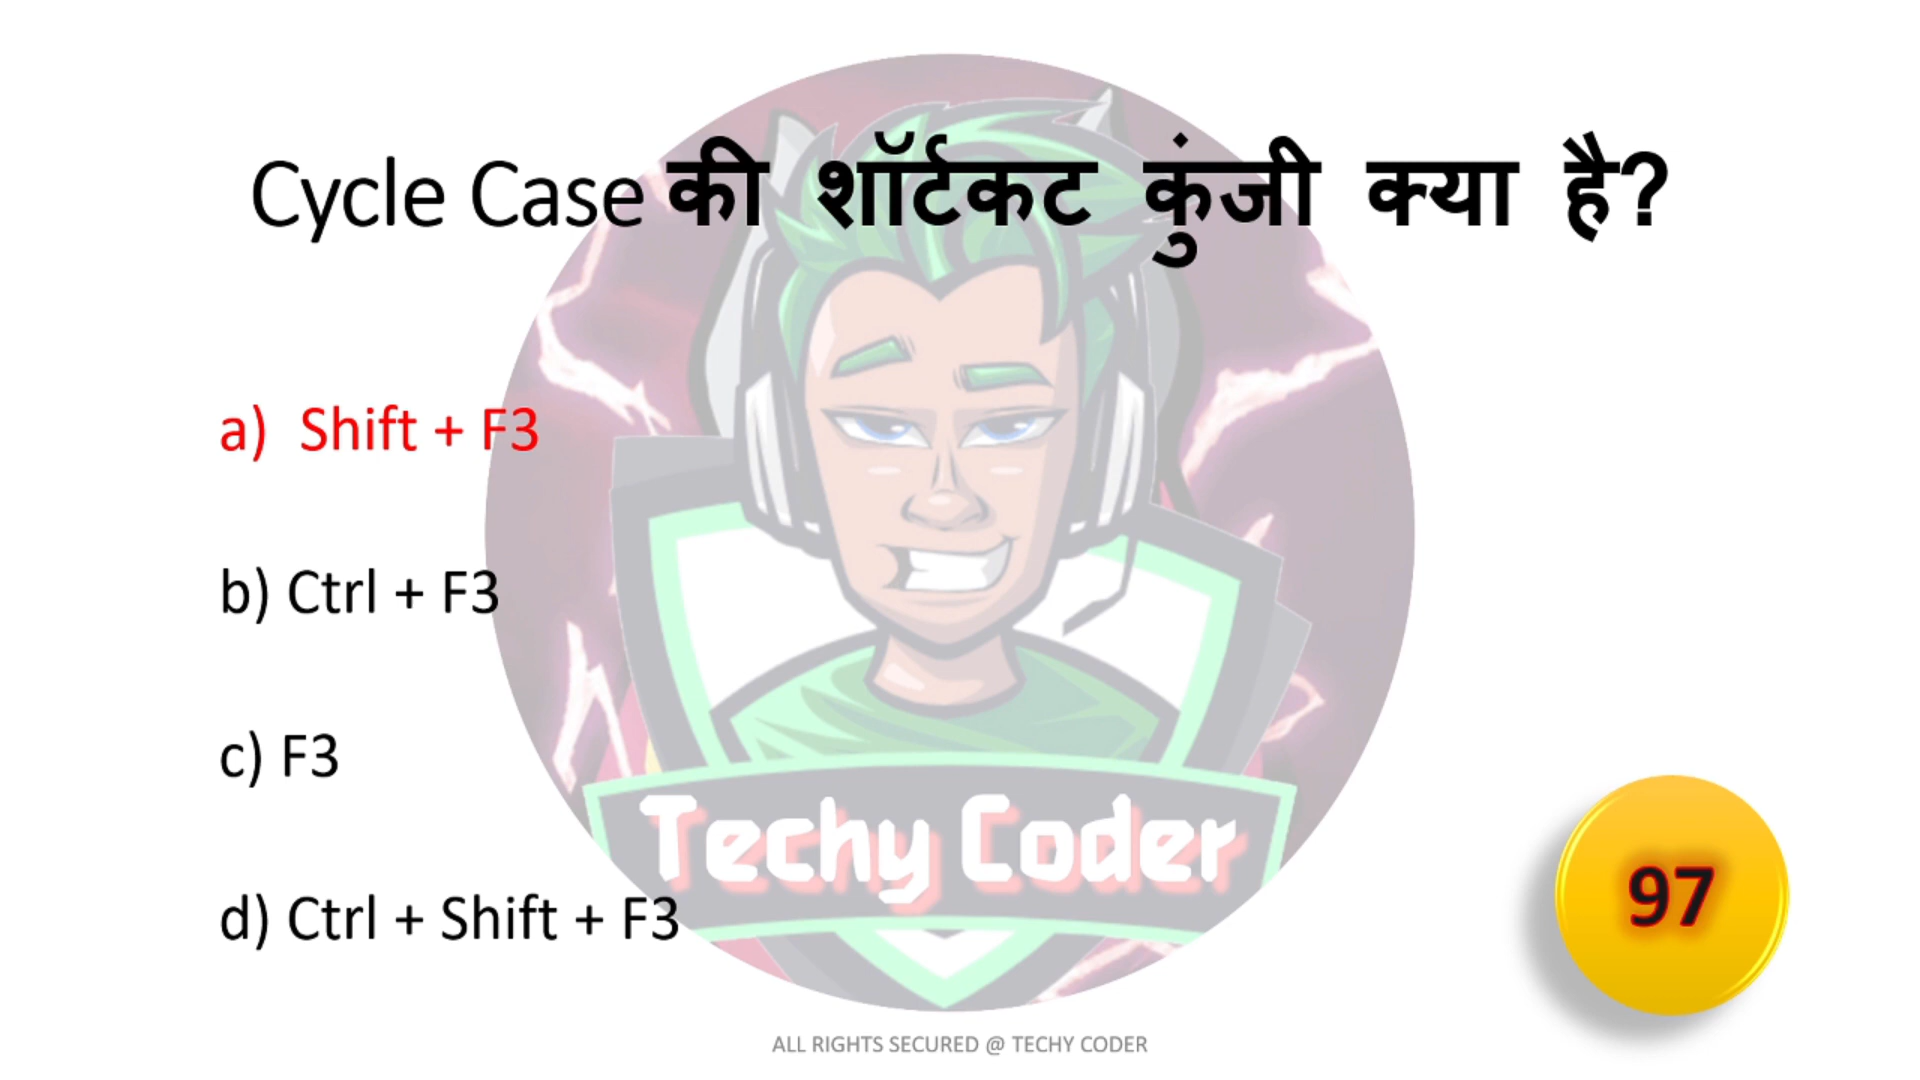 Cycle Case की शॉर्टकट कुंजी क्या है?
a) Shift + F3
b) Ctrl + F3
c) F3
d) Ctrl + Shift + F3
Techy Coder
97
ALL RIGHTS SECURED @ TECHY CODER